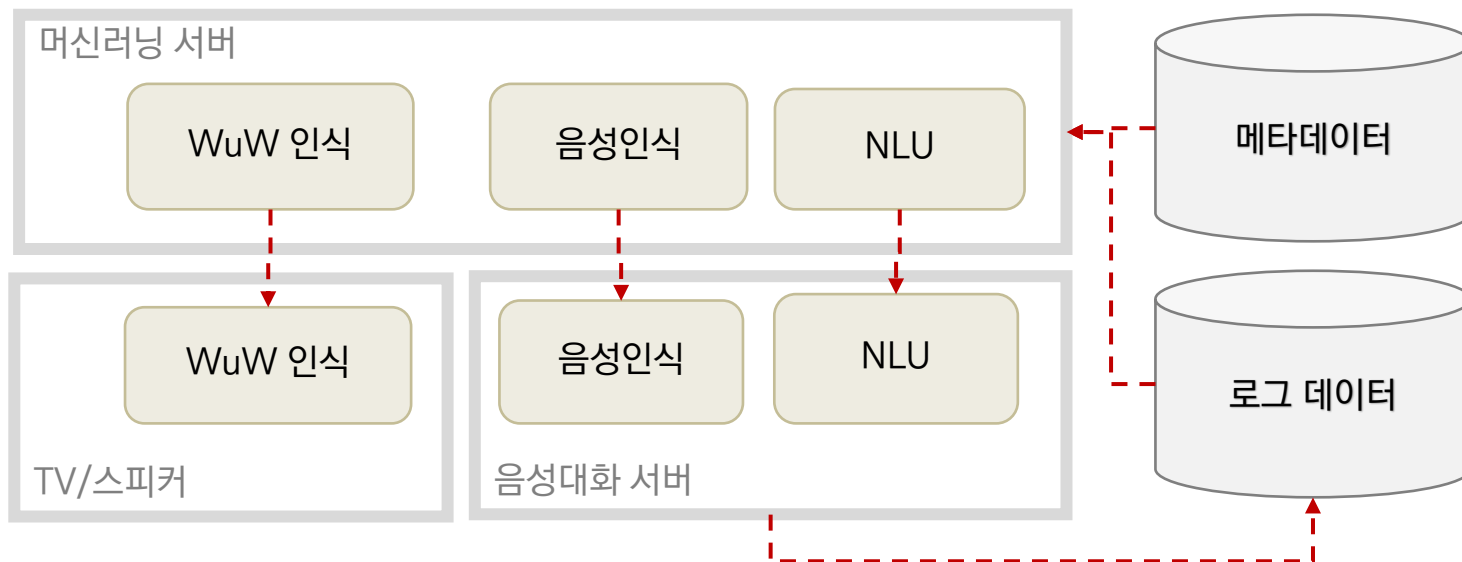 머신러닝 서버
WuW 인식
음성인식
NLU
메타데이터
WuW 인식
음성인식
NLU
로그 데이터
TV/스피커
음성대화 서버